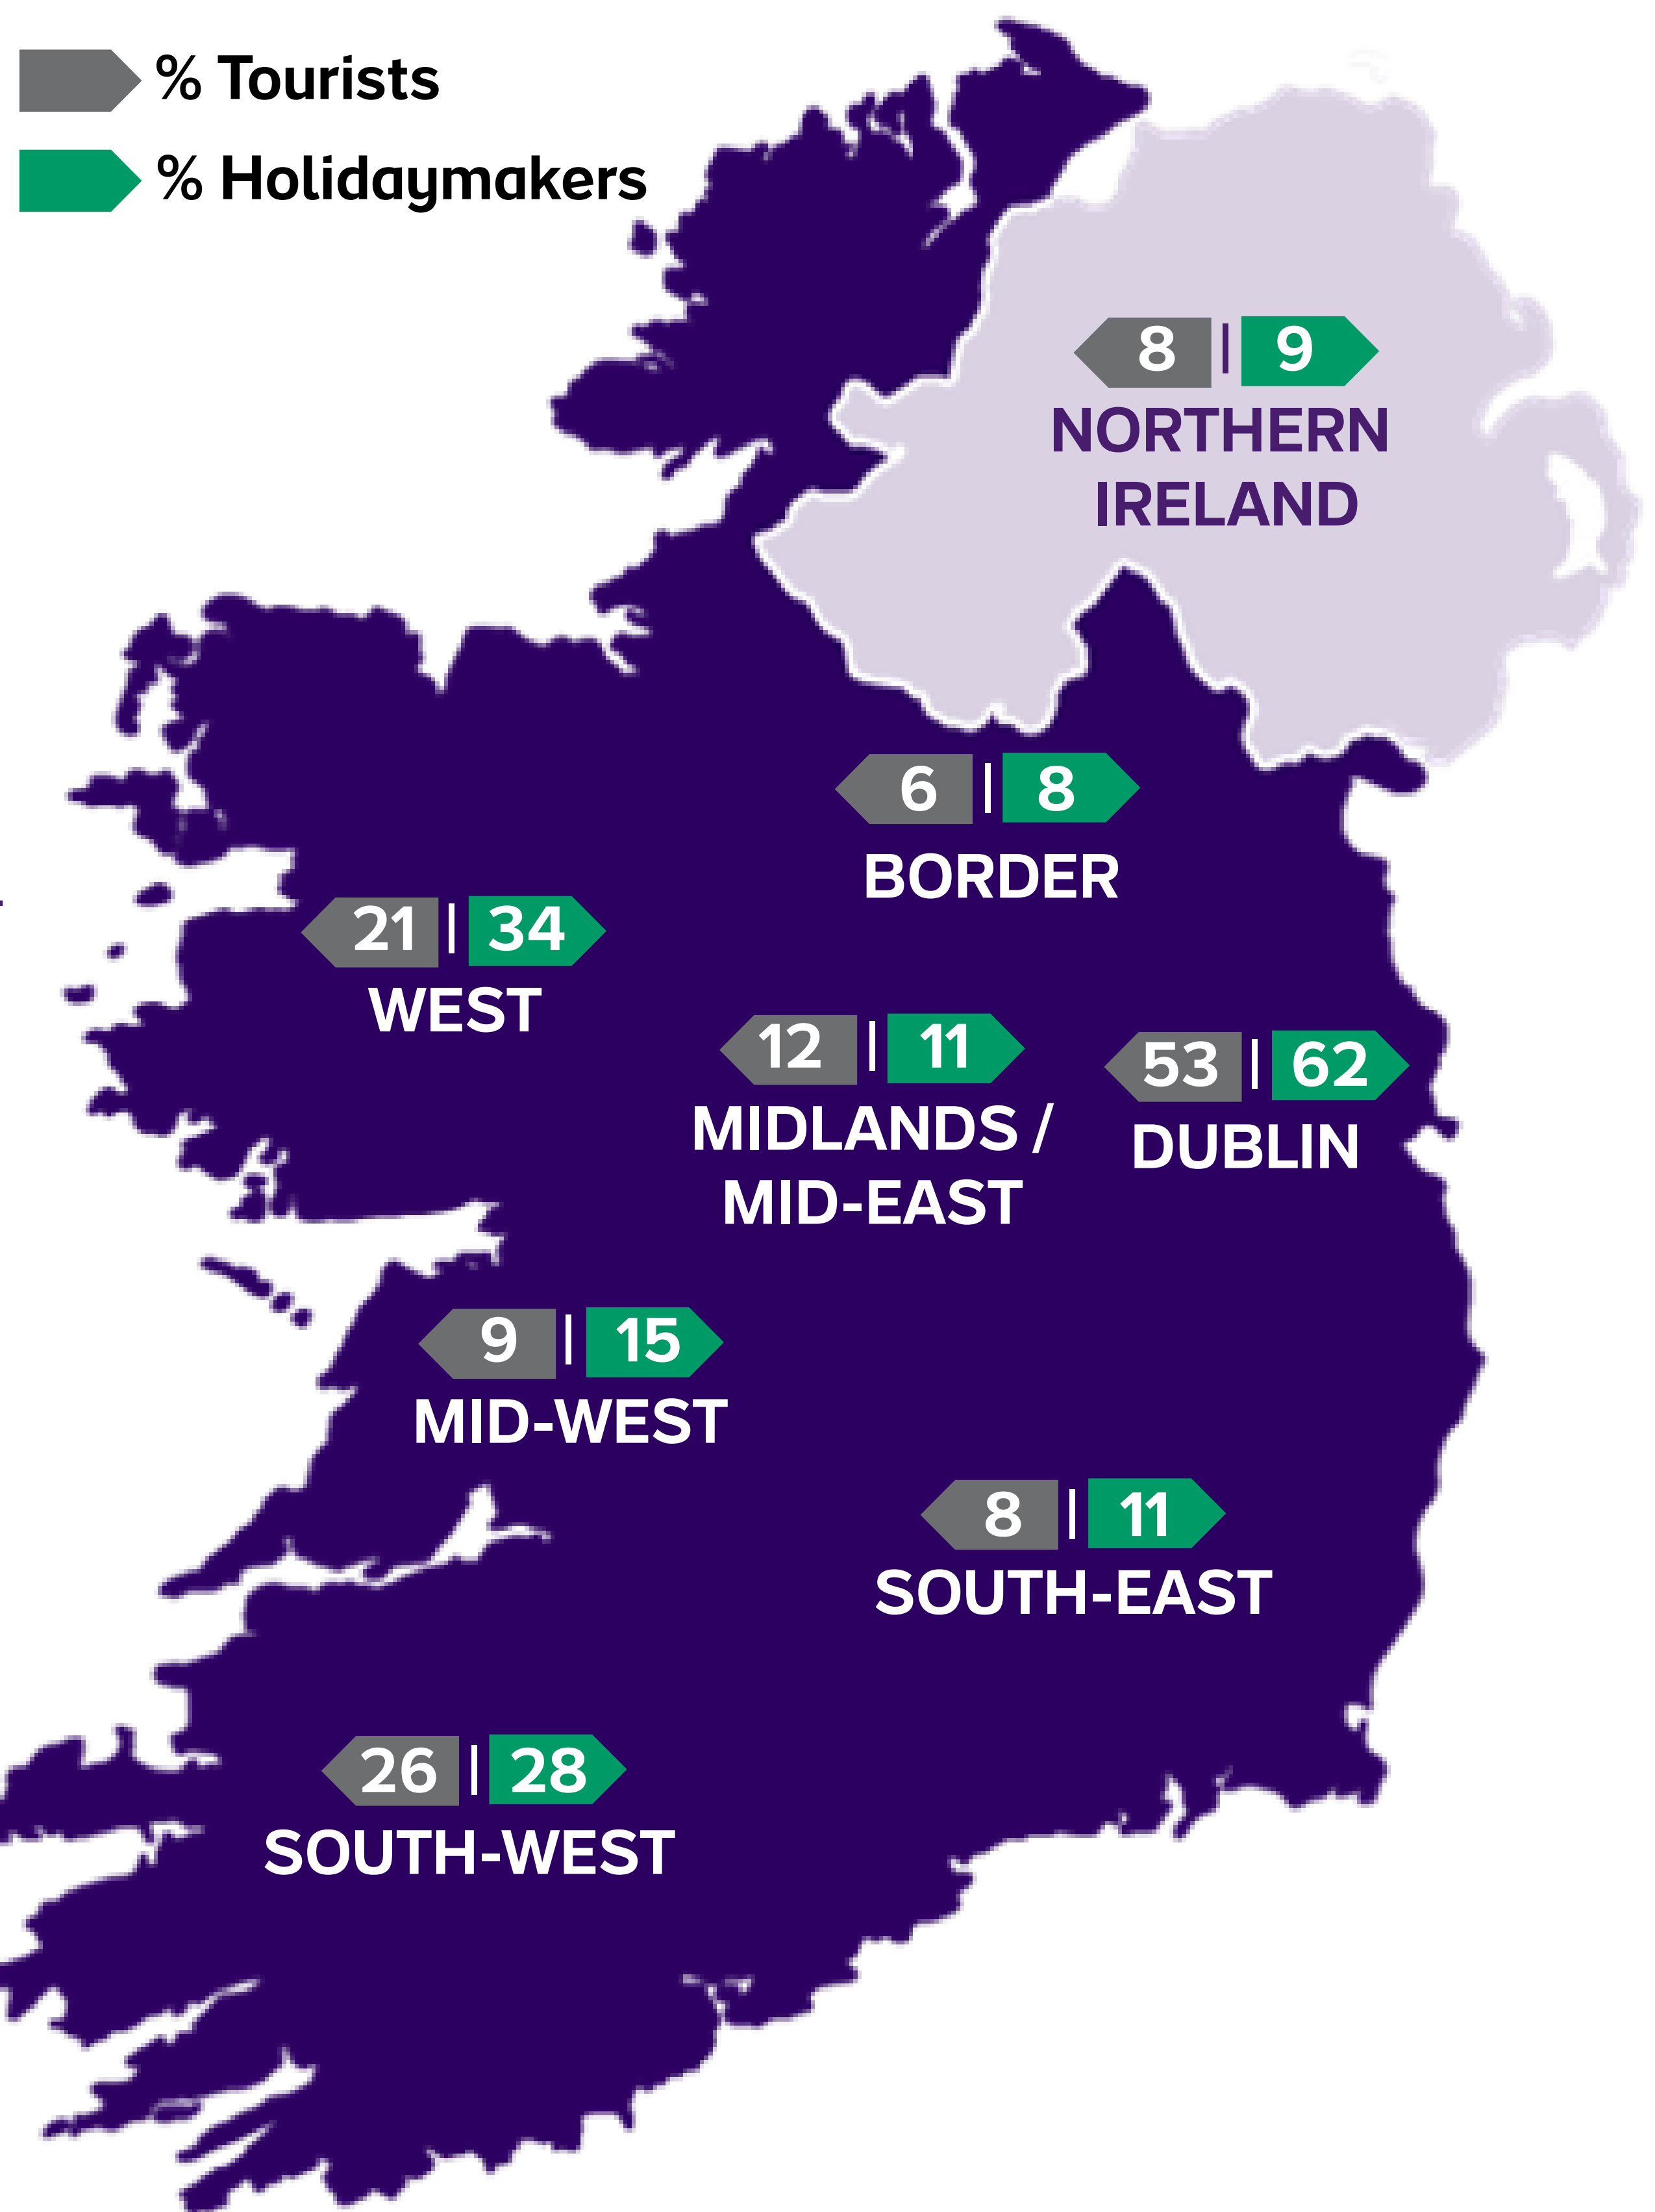 % Tourists
% Holidaymakers
8 | 9
NORTHERN
IRELAND
6 | 8
BORDER
21 | 34
WEST
12 | 11
MIDLANDS /
MID-EAST
53 | 62
DUBLIN
9 | 15
MID-WEST
8 | 11
SOUTH-EAST
26 | 28
SOUTH-WEST